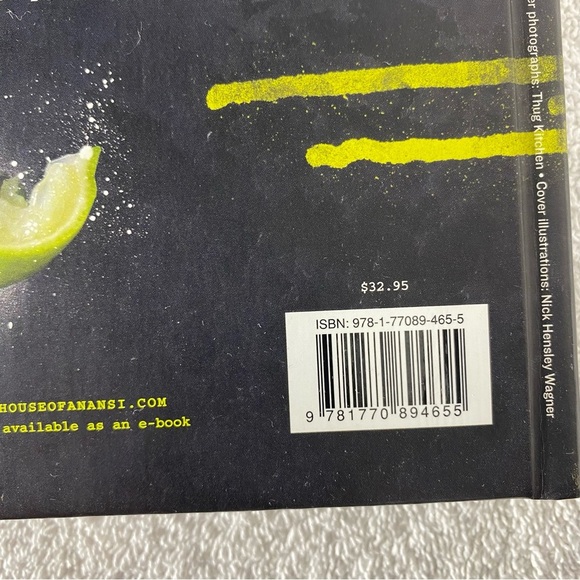 $32.95
ISBN: 978-1-77089-465-5
9 781770 894655
HOUSEOFANANSI.COM
available as an e-book
photographs: Thug Kitchen • Cover illustrations: Nick Hensley Wagner